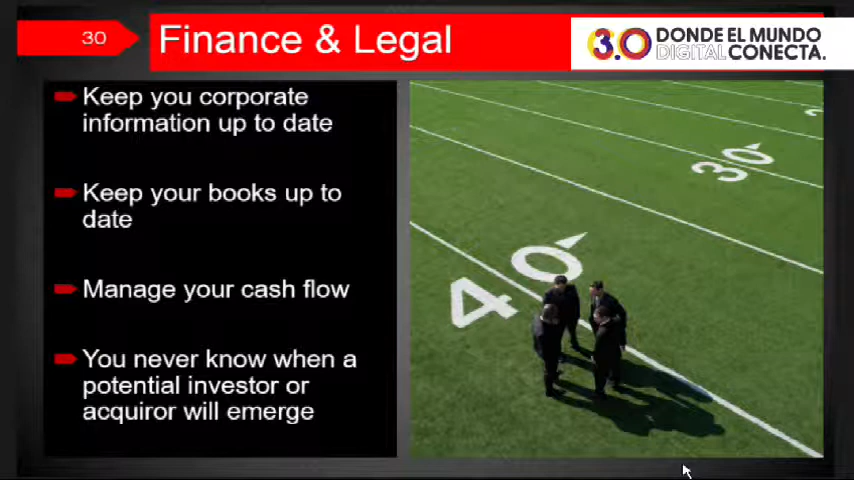 30
Finance & Legal
3.0
DONDE EL MUNDO
DIGITAL CONECTA.
Keep you corporate
information up to date
Keep your books up to
date
Manage your cash flow
You never know when a
potential investor or
acquiror will emerge
30
40